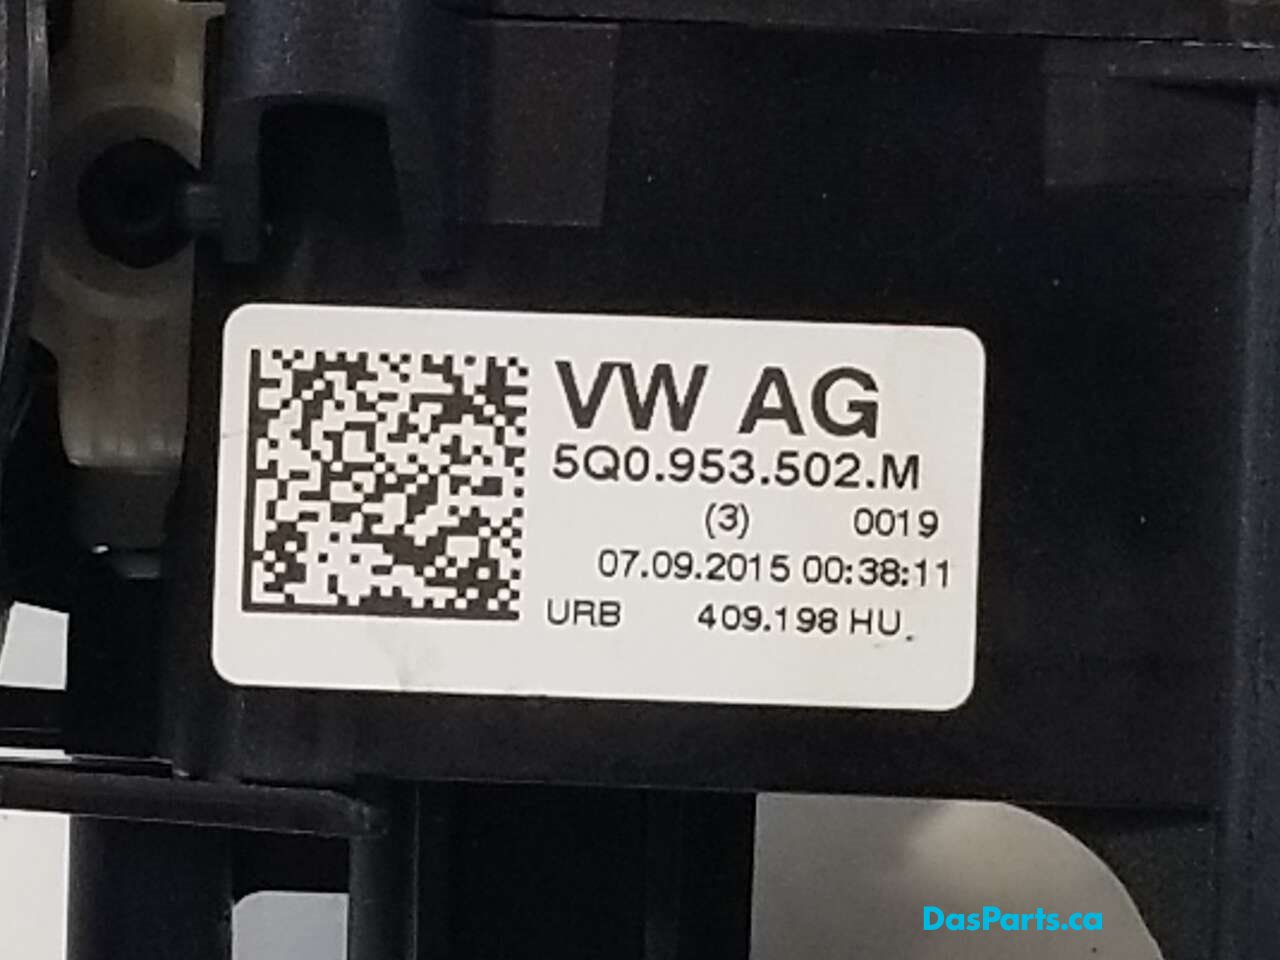 VW AG
5Q0.953.502.M
(3) 0019
07.09.2015 00:38:11
URB 409.198 HU.
DasParts.ca